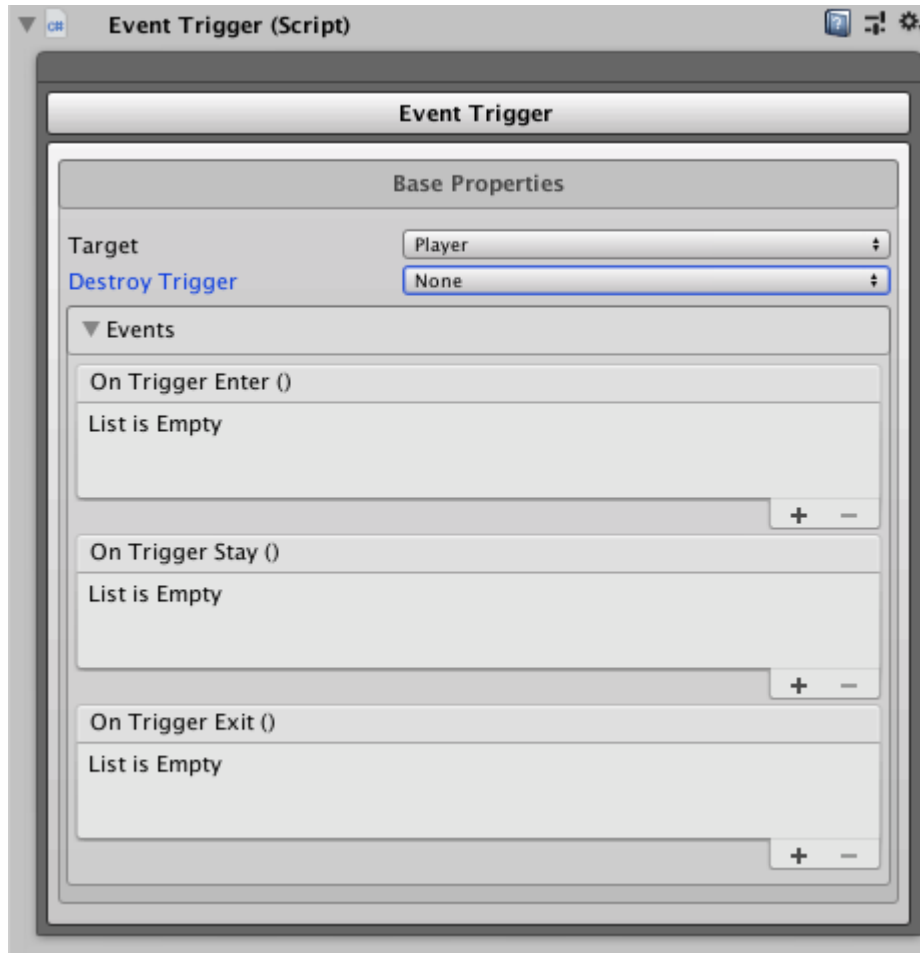 c# Event Trigger (Script)
Event Trigger
Base Properties
Target Player
Destroy Trigger None
Events
On Trigger Enter ()
List is Empty
+ −
On Trigger Stay ()
List is Empty
+ −
On Trigger Exit ()
List is Empty
+ −